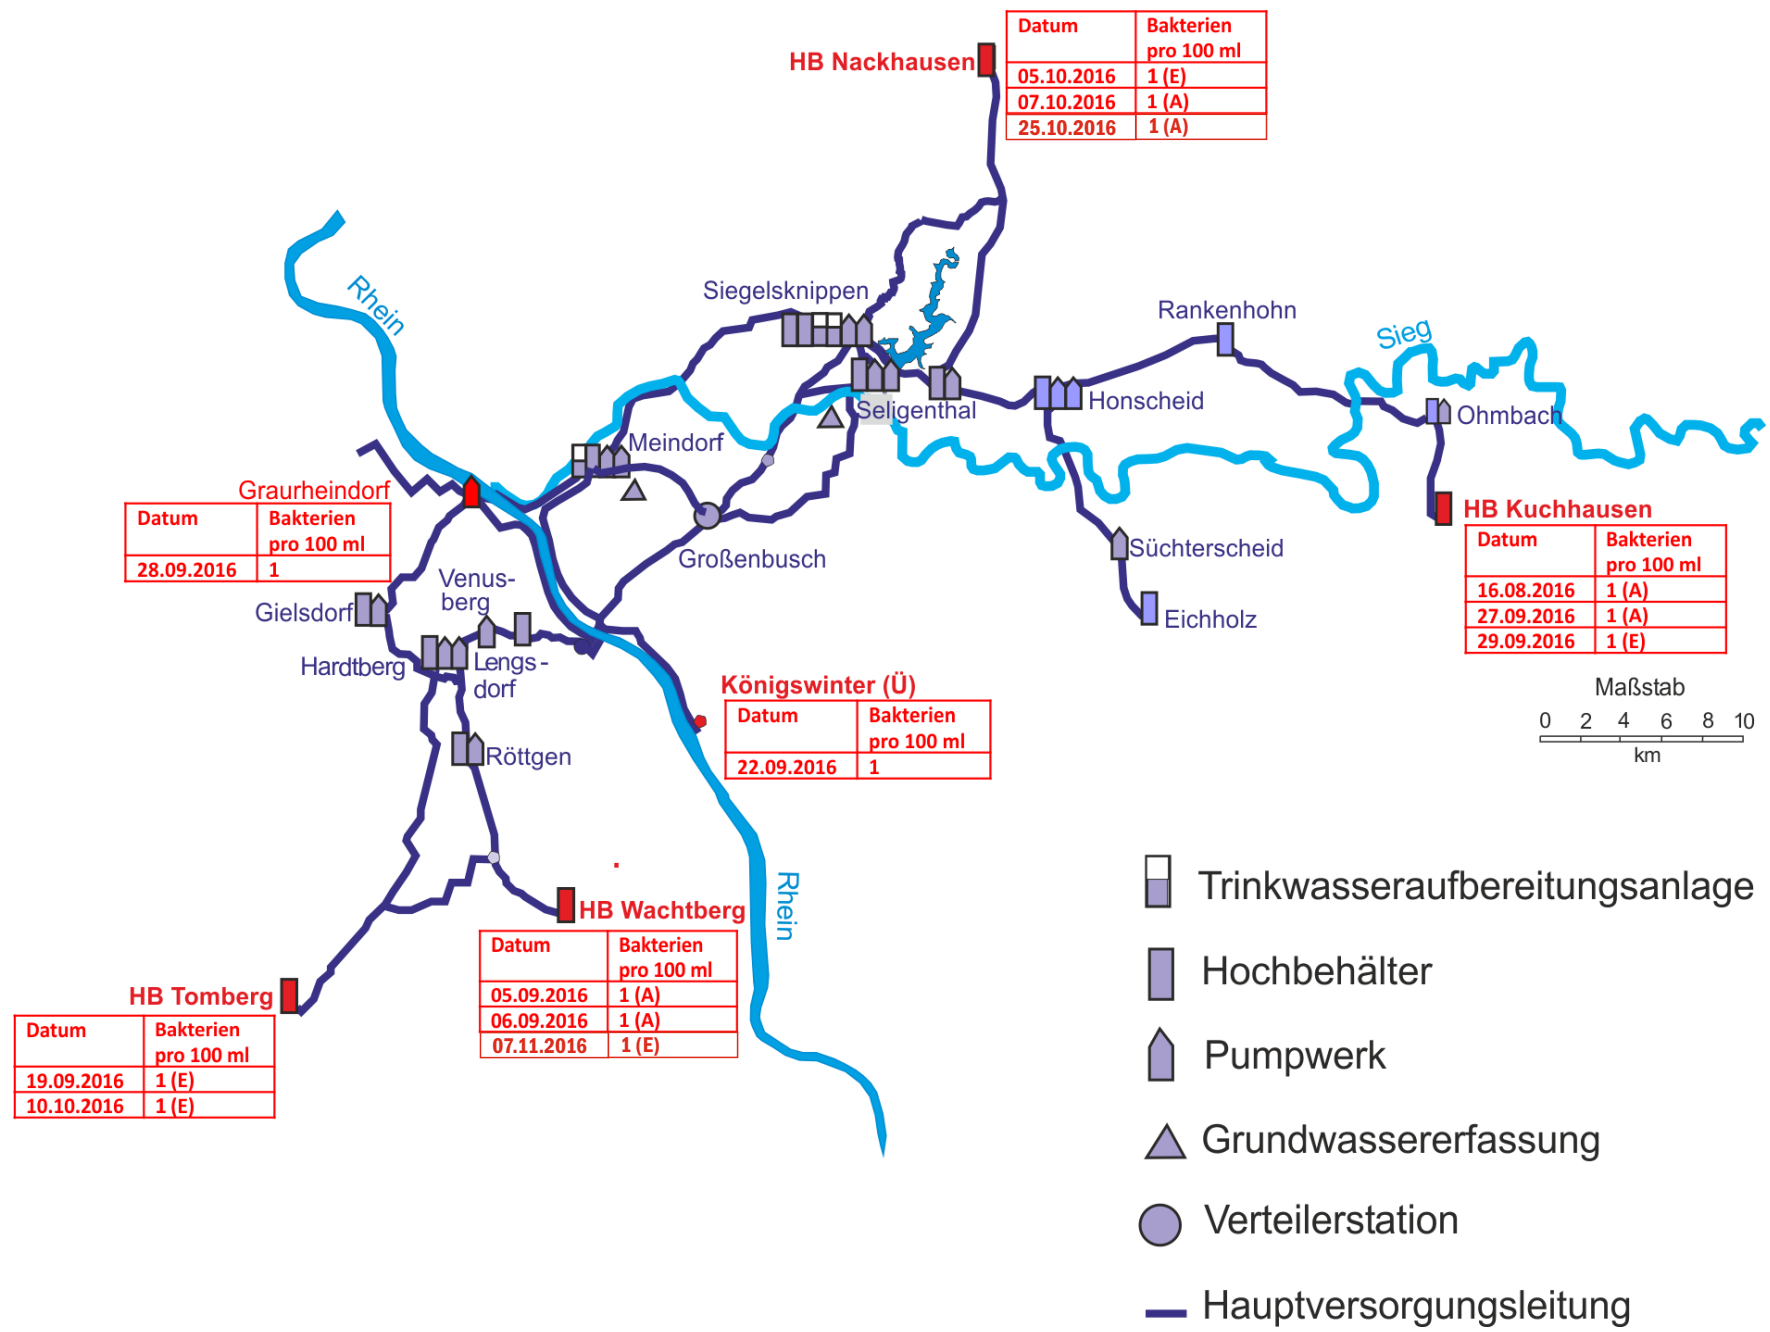 HB Nackhausen
Datum Bakterien
pro 100 ml
05.10.2016 1 (E)
07.10.2016 1 (A)
25.10.2016 1 (A)
Rhein
Siegelsknippen
Rankenhohn
Sieg
Seligenthal
Honscheid
Ohmbach
Meindorf
Graurheindorf
Datum Bakterien
pro 100 ml
28.09.2016 1
Großenbusch
Süchterscheid
Eichholz
HB Kuchhausen
Datum Bakterien
pro 100 ml
16.08.2016 1 (A)
27.09.2016 1 (A)
29.09.2016 1 (E)
Venus-
berg
Gielsdorf
Hardtberg
Lengs-
dorf
Röttgen
Königswinter (Ü)
Datum Bakterien
pro 100 ml
22.09.2016 1
Maßstab
0 2 4 6 8 10
km
Rhein
HB Wachtberg
Datum Bakterien
pro 100 ml
05.09.2016 1 (A)
06.09.2016 1 (A)
07.11.2016 1 (E)
HB Tomberg
Datum Bakterien
pro 100 ml
19.09.2016 1 (E)
10.10.2016 1 (E)
Trinkwasseraufbereitungsanlage
Hochbehälter
Pumpwerk
Grundwassererfassung
Verteilerstation
Hauptversorgungsleitung